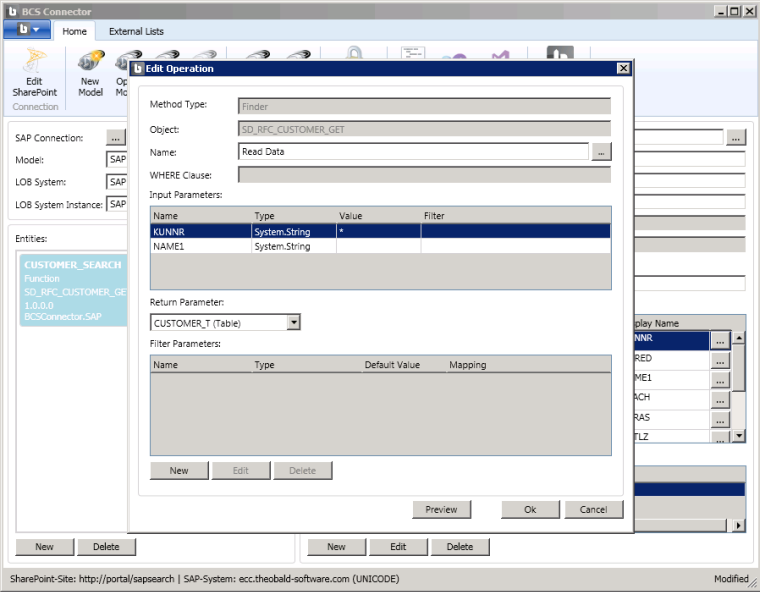 BCS Connector
Home
External Lists
Edit
SharePoint
New
Model
Connection
SAP Connection:
...
Model:
SAP
LOB System:
SAP
LOB System Instance:
SAP
Entities:
CUSTOMER_SEARCH
Function
SD_RFC_CUSTOMER_GE
1.0.0.0
BCSConnector.SAP
New
Delete
Edit Operation
Method Type:
Finder
Object:
SD_RFC_CUSTOMER_GET
Name:
Read Data
...
WHERE Clause:
Input Parameters:
Name Type Value Filter
KUNNR System.String *
NAME1 System.String
Return Parameter:
CUSTOMER_T (Table)
Filter Parameters:
Name Type Default Value Mapping
New Edit Delete
Preview Ok Cancel
...
play Name
NNR ...
RED ...
ME1 ...
ACH ...
RAS ...
TLZ ...
New Edit Delete
SharePoint-Site: http://portal/sapsearch | SAP-System: ecc.theobald-software.com (UNICODE)
Modified